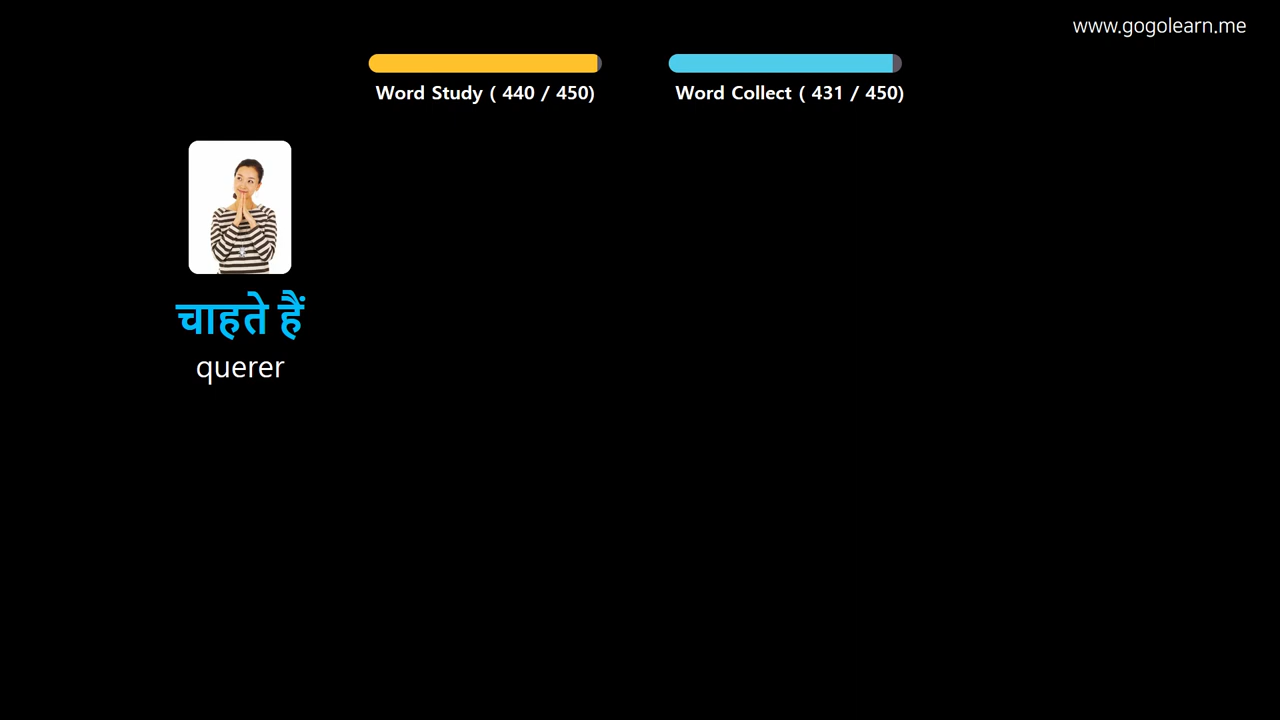 www.gogolearn.me
Word Study ( 440 / 450)
Word Collect ( 431 / 450)
चाहते हैं
querer